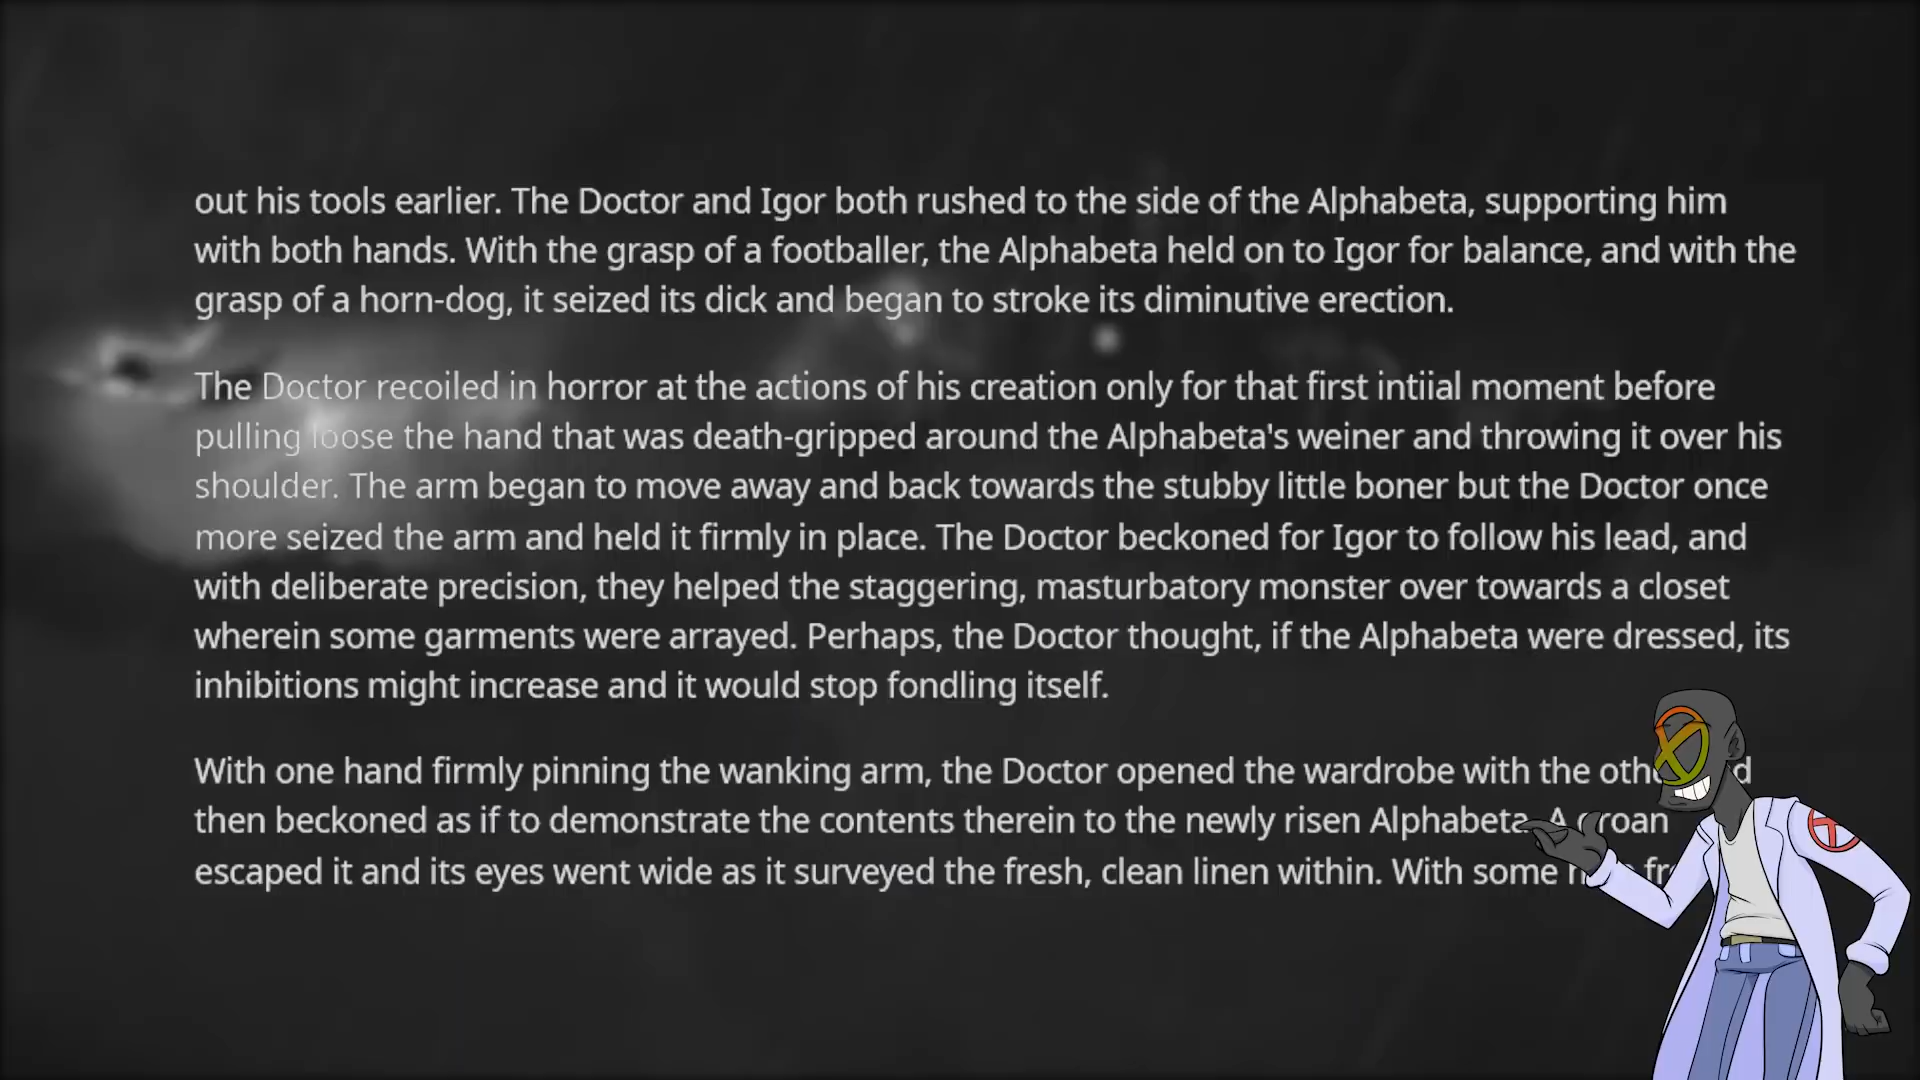 out his tools earlier. The Doctor and Igor both rushed to the side of the Alphabeta, supporting him
with both hands. With the grasp of a footballer, the Alphabeta held on to Igor for balance, and with the
grasp of a horn-dog, it seized its dick and began to stroke its diminutive erection.
The Doctor recoiled in horror at the actions of his creation only for that first intiial moment before
pulling loose the hand that was death-gripped around the Alphabeta's weiner and throwing it over his
shoulder. The arm began to move away and back towards the stubby little boner but the Doctor once
more seized the arm and held it firmly in place. The Doctor beckoned for Igor to follow his lead, and
with deliberate precision, they helped the staggering, masturbatory monster over towards a closet
wherein some garments were arrayed. Perhaps, the Doctor thought, if the Alphabeta were dressed, its
inhibitions might increase and it would stop fondling itself.
With one hand firmly pinning the wanking arm, the Doctor opened the wardrobe with the
then beckoned as if to demonstrate the contents therein to the newly risen Alphabeta. A groan
escaped it and its eyes went wide as it surveyed the fresh, clean linen within. With some